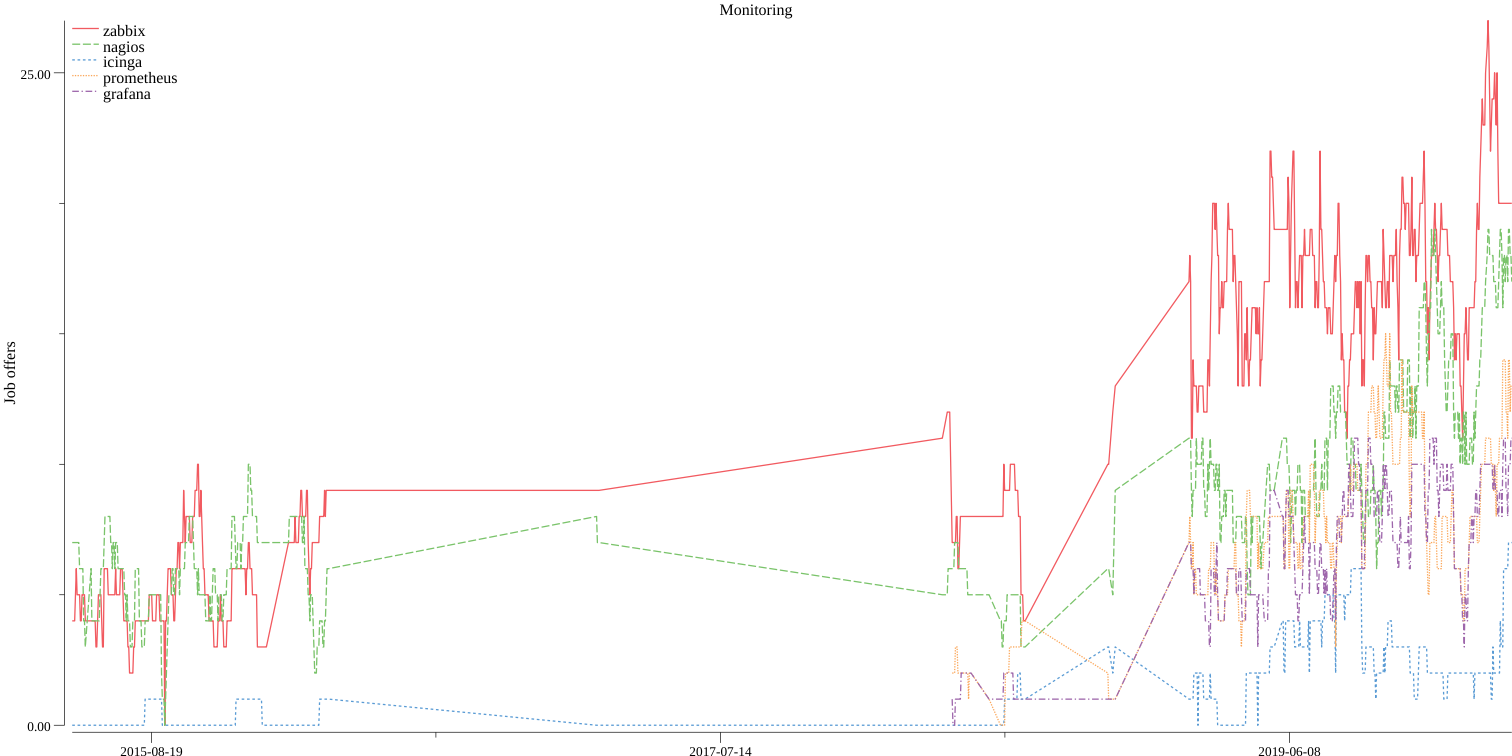 Monitoring
zabbix
nagios
icinga
prometheus
grafana
25.00
Job offers
0.00
2015-08-19
2017-07-14
2019-06-08